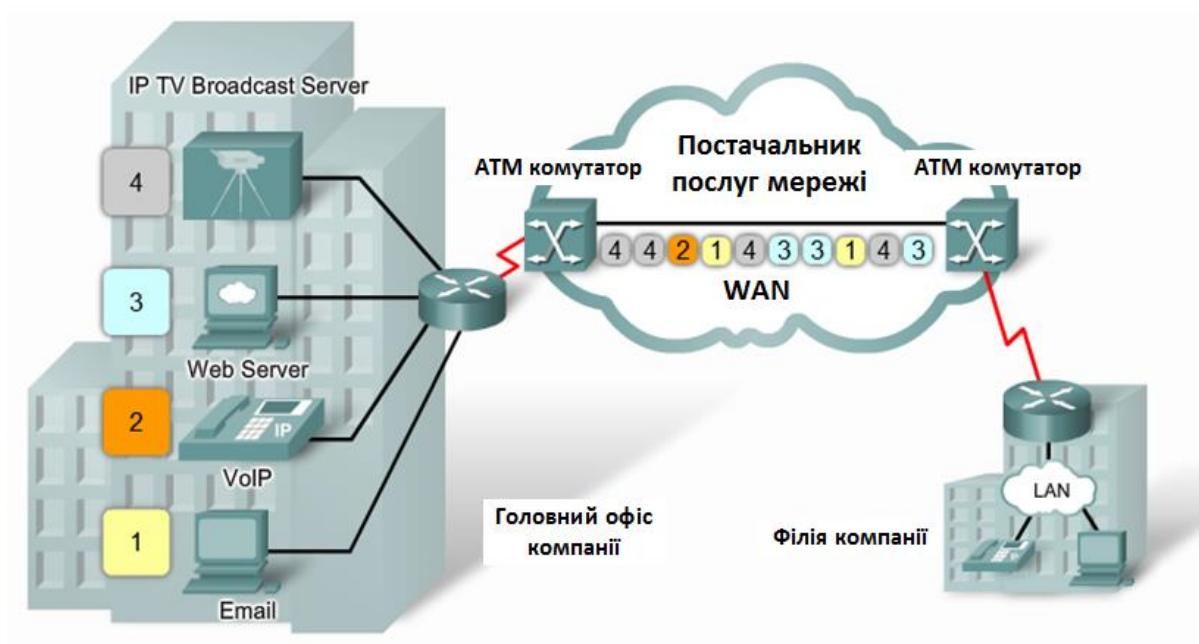 IP TV Broadcast Server
4
3
Web Server
2
IP
VoIP
1
Email
АТМ комутатор
Постачальник
послуг мережі
АТМ комутатор
4 4 2 1 4 3 3 1 4 3
WAN
Головний офіс
компанії
Філія компанії
LAN
IP